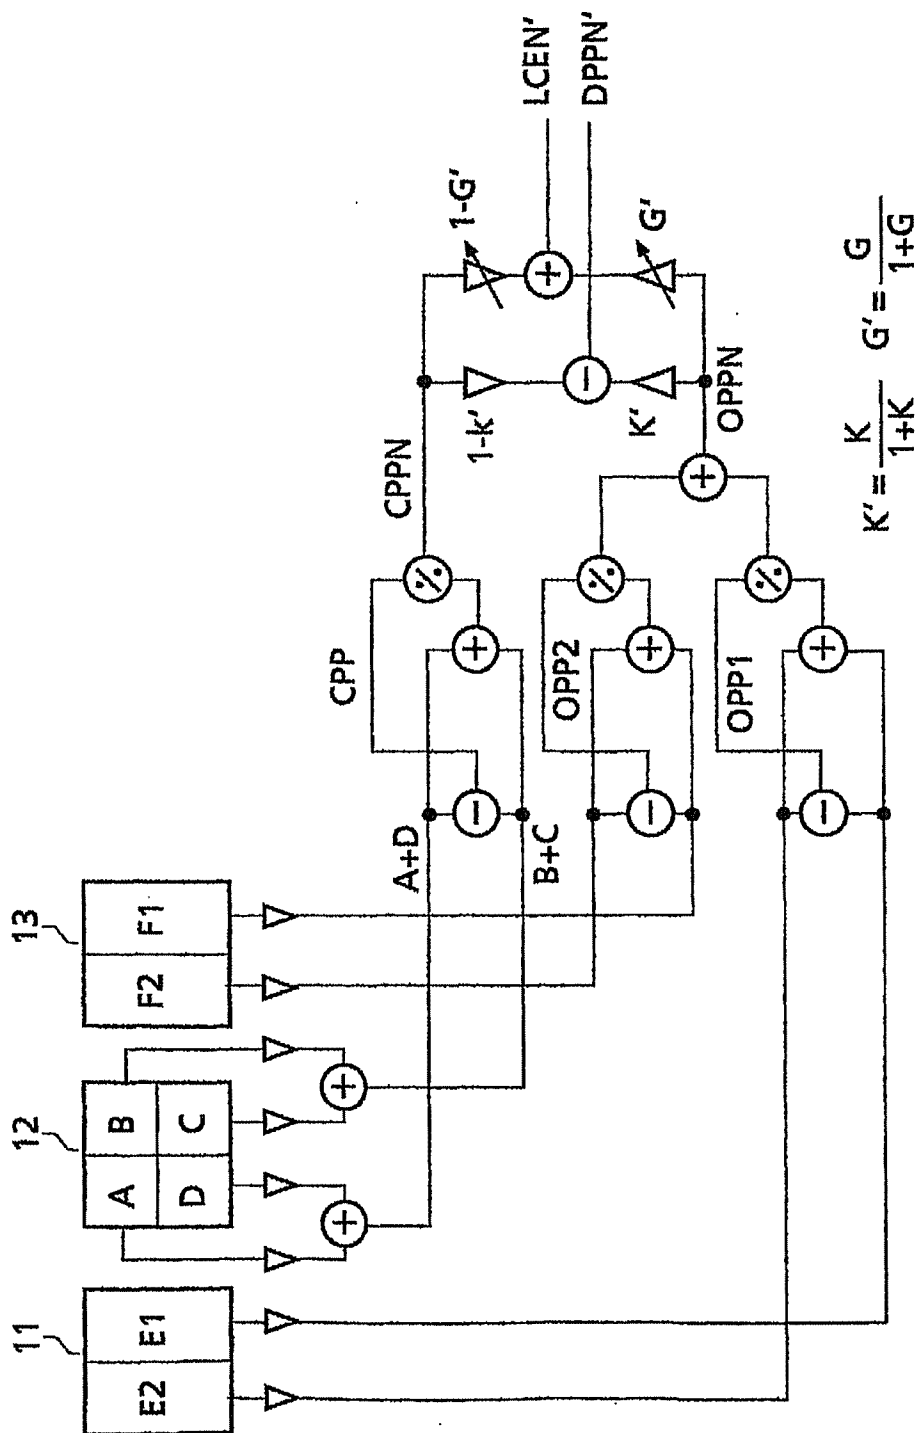 11
12
13
E2
E1
A
B
D
C
F2
F1
+
+
A+D
B+C
−
+
CPP
%
CPPN
−
+
OPP2
%
−
+
OPP1
%
+
OPPN
1-k'
K'
−
1-G'
G'
+
LCEN'
DPPN'
K' = K / 1+K
G' = G / 1+G